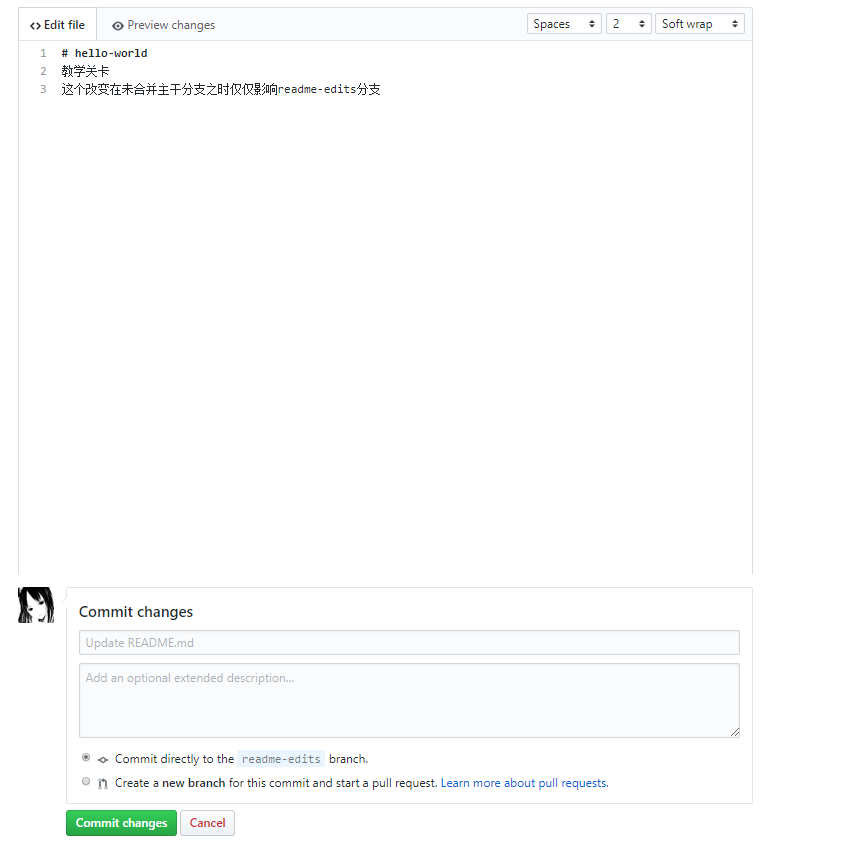 Edit file Preview changes Spaces 2 Soft wrap
1 # hello-world
2 教学关卡
3 这个改变在未合并主干分支之时仅仅影响readme-edits分支
Commit changes
Update README.md
Add an optional extended description...
Commit directly to the readme-edits branch.
Create a new branch for this commit and start a pull request. Learn more about pull requests.
Commit changes Cancel